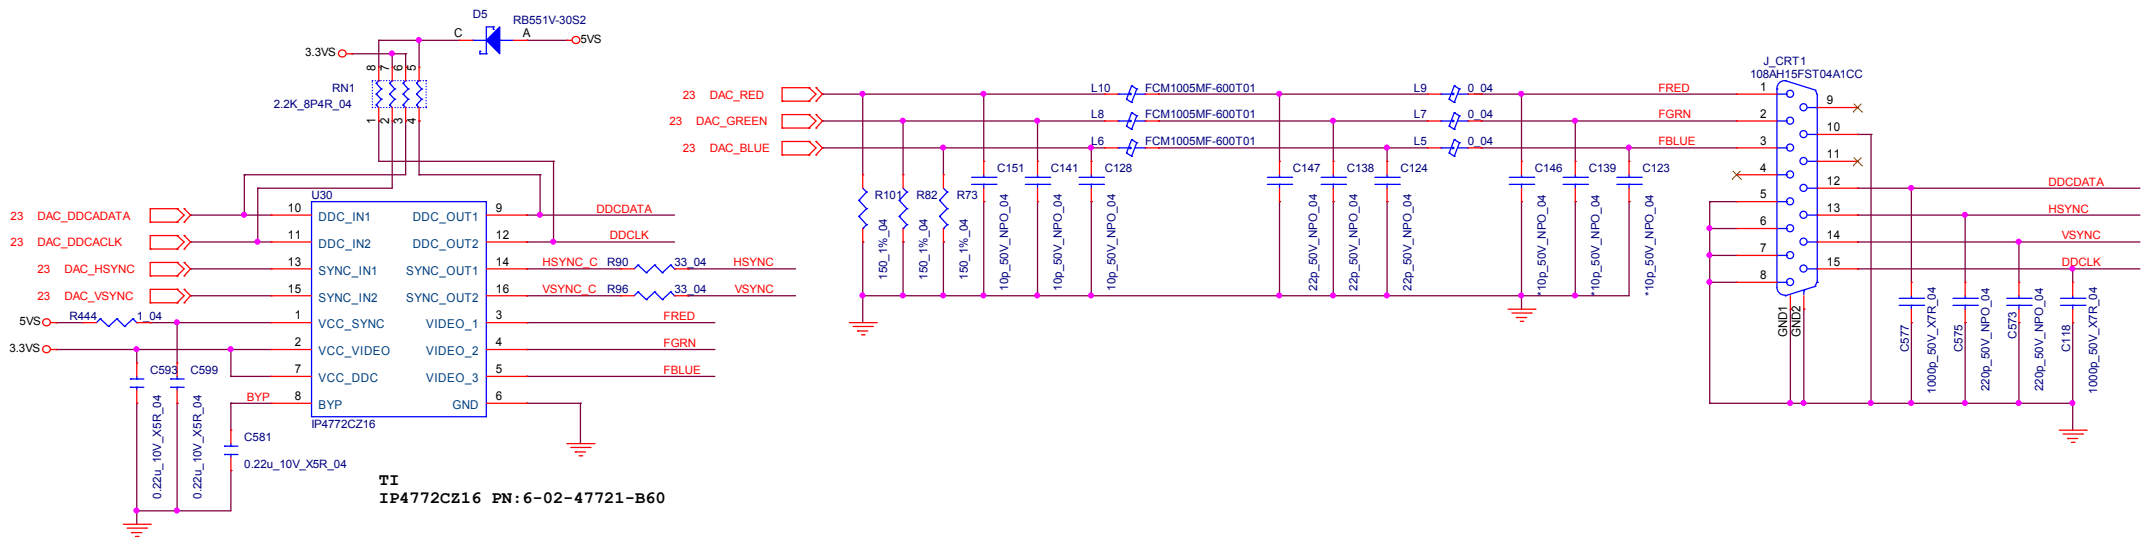 D5
RB551V-30S2
C
A
5VS
3.3VS
8
7
6
5
RN1
2.2K_8P4R_04
1
2
3
4
U30
23 DAC_DDCADATA
10
DDC_IN1
DDC_OUT1
9
DDCDATA
23 DAC_DDCACLK
11
DDC_IN2
DDC_OUT2
12
DDCLK
23 DAC_HSYNC
13
SYNC_IN1
SYNC_OUT1
14
HSYNC_C
R90
33_04
HSYNC
23 DAC_VSYNC
15
SYNC_IN2
SYNC_OUT2
16
VSYNC_C
R96
33_04
VSYNC
5VS
R444
1_04
1
VCC_SYNC
VIDEO_1
3
FRED
3.3VS
2
VCC_VIDEO
VIDEO_2
4
FGRN
7
VCC_DDC
VIDEO_3
5
FBLUE
BYP
8
BYP
GND
6
IP4772CZ16
C593
0.22u_10V_X5R_04
C599
0.22u_10V_X5R_04
C581
0.22u_10V_X5R_04
TI
IP4772CZ16 PN:6-02-47721-B60
23 DAC_RED
L10
FCM1005MF-600T01
L9
0_04
FRED
23 DAC_GREEN
L8
FCM1005MF-600T01
L7
0_04
FGRN
23 DAC_BLUE
L6
FCM1005MF-600T01
L5
0_04
FBLUE
R101
150_1%_04
R82
150_1%_04
R73
150_1%_04
C151
10p_50V_NPO_04
C141
10p_50V_NPO_04
C128
10p_50V_NPO_04
C147
22p_50V_NPO_04
C138
22p_50V_NPO_04
C124
22p_50V_NPO_04
C146
*10p_50V_NPO_04
C139
*10p_50V_NPO_04
C123
*10p_50V_NPO_04
J_CRT1
108AH15FST04A1CC
1
9
2
10
3
11
4
12
DDCDATA
5
13
HSYNC
6
14
VSYNC
7
15
DDCLK
8
GND1
GND2
C577
1000p_50V_X7R_04
C575
220p_50V_NPO_04
C573
220p_50V_NPO_04
C118
1000p_50V_X7R_04